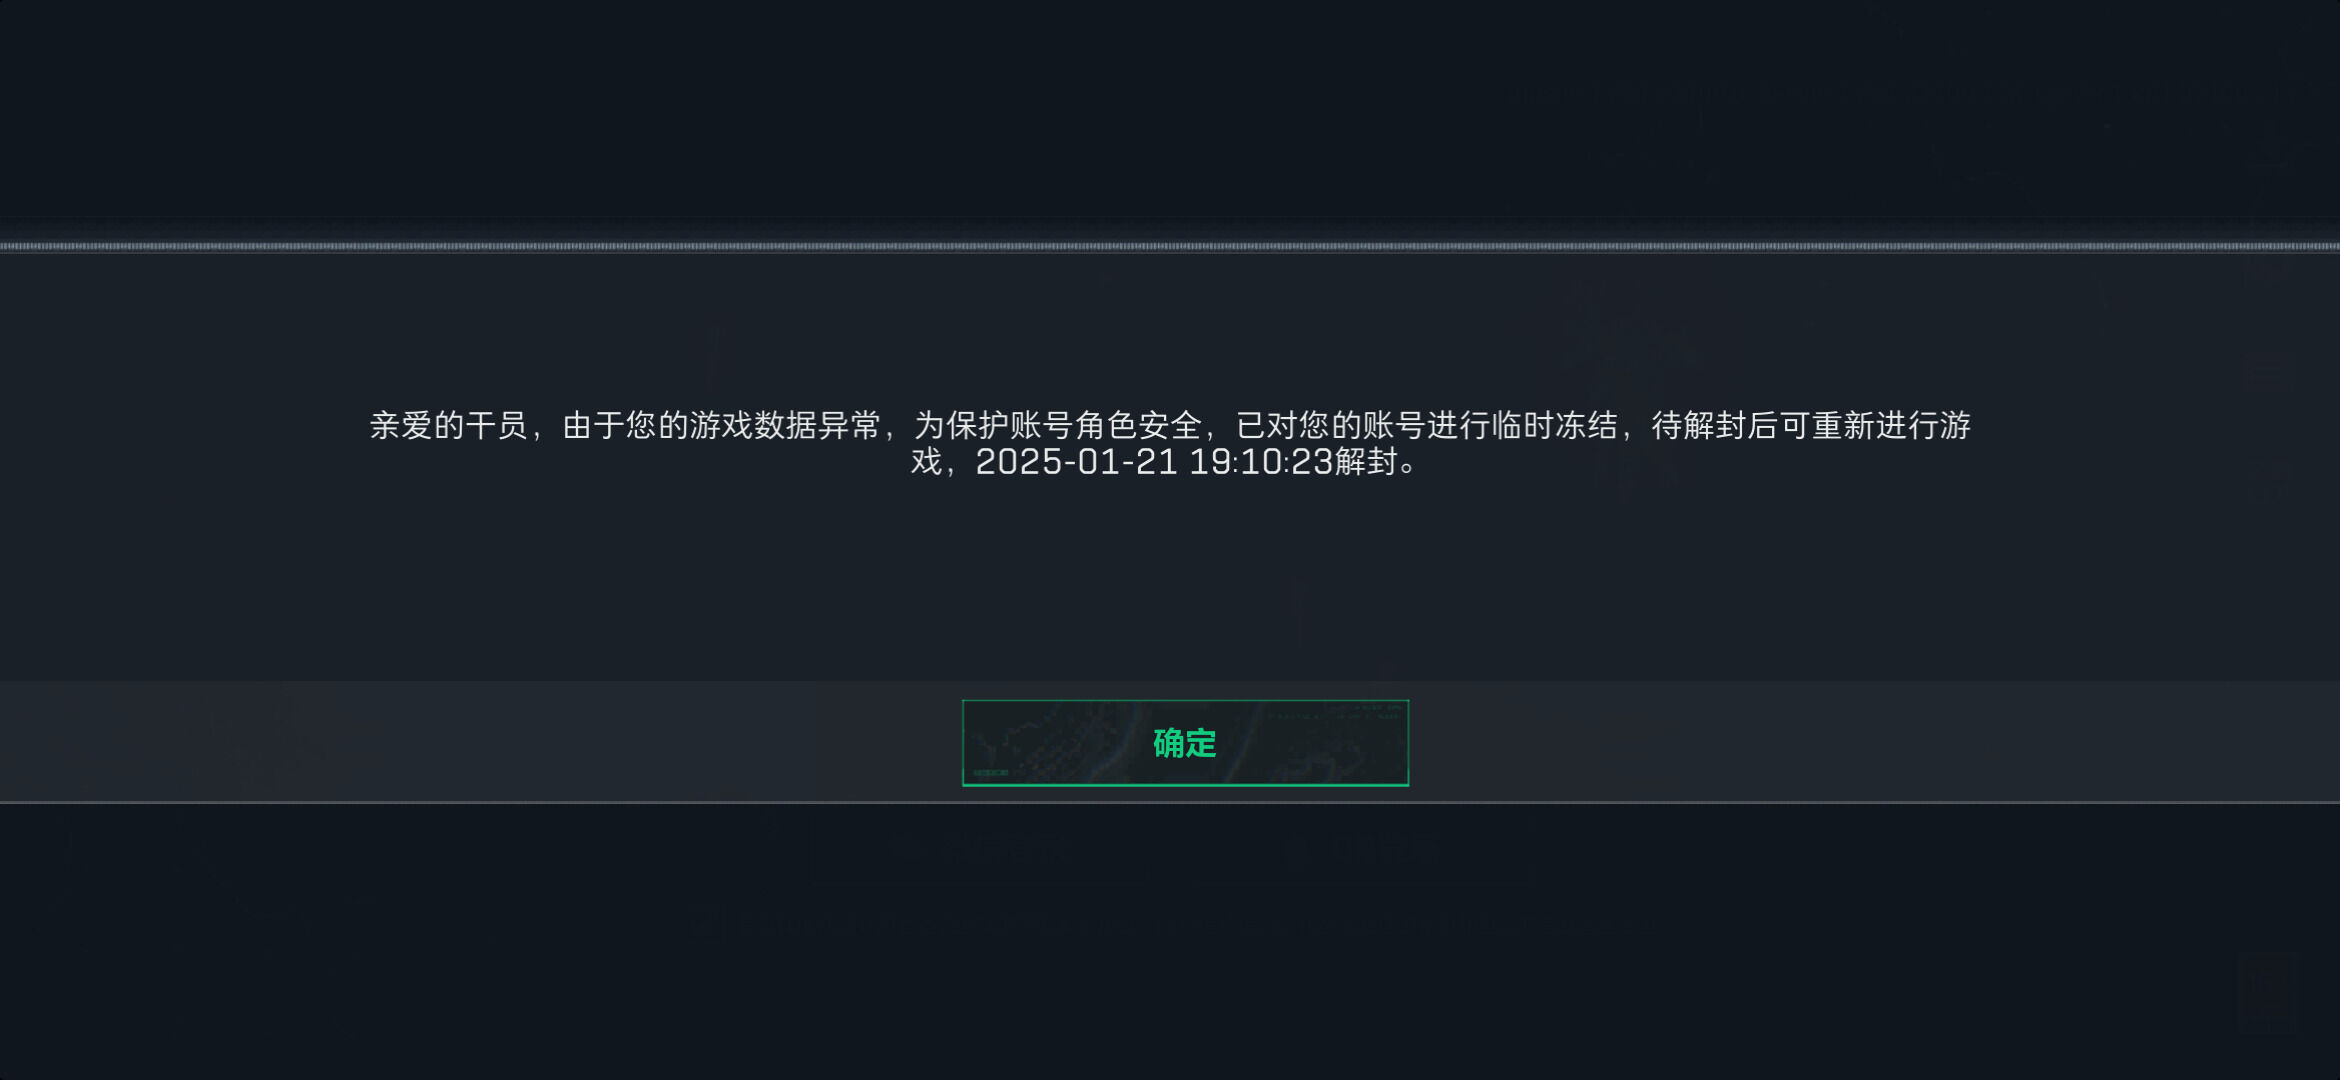 亲爱的干员，由于您的游戏数据异常，为保护账号角色安全，已对您的账号进行临时冻结，待解封后可重新进行游
戏，2025-01-21 19:10:23解封。
确定